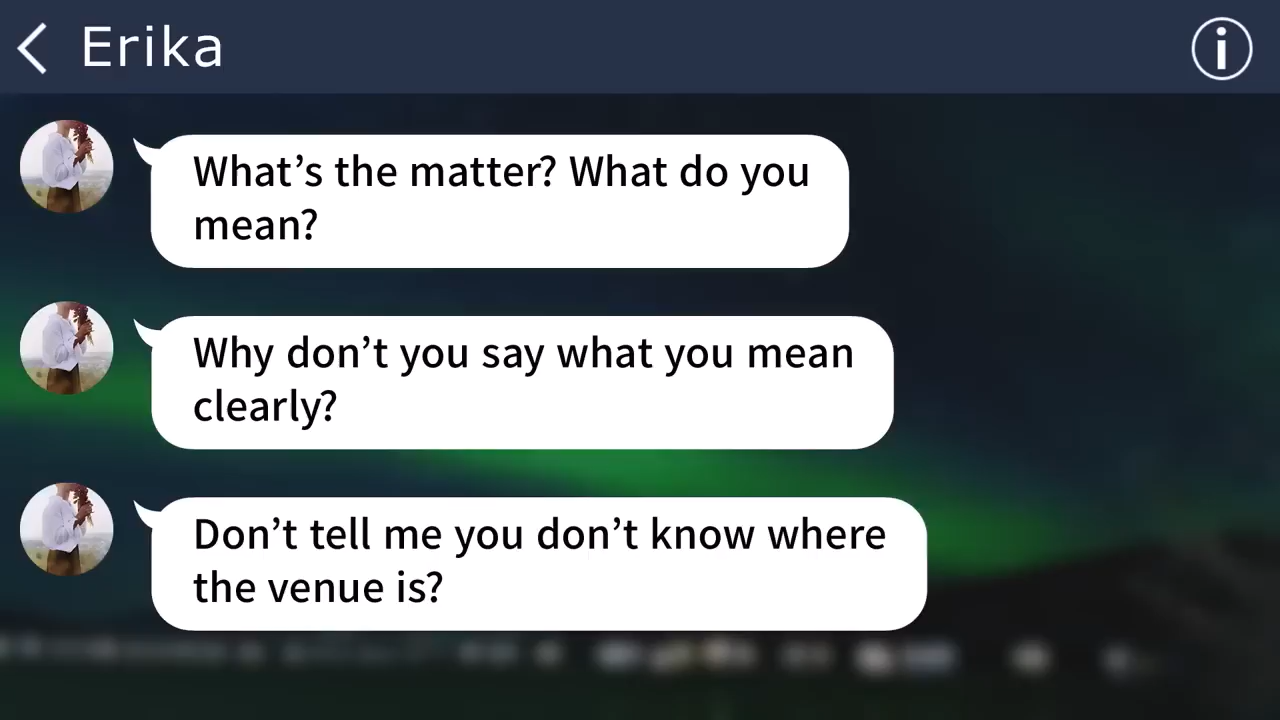 Erika
What’s the matter? What do you
mean?
Why don’t you say what you mean
clearly?
Don’t tell me you don’t know where
the venue is?